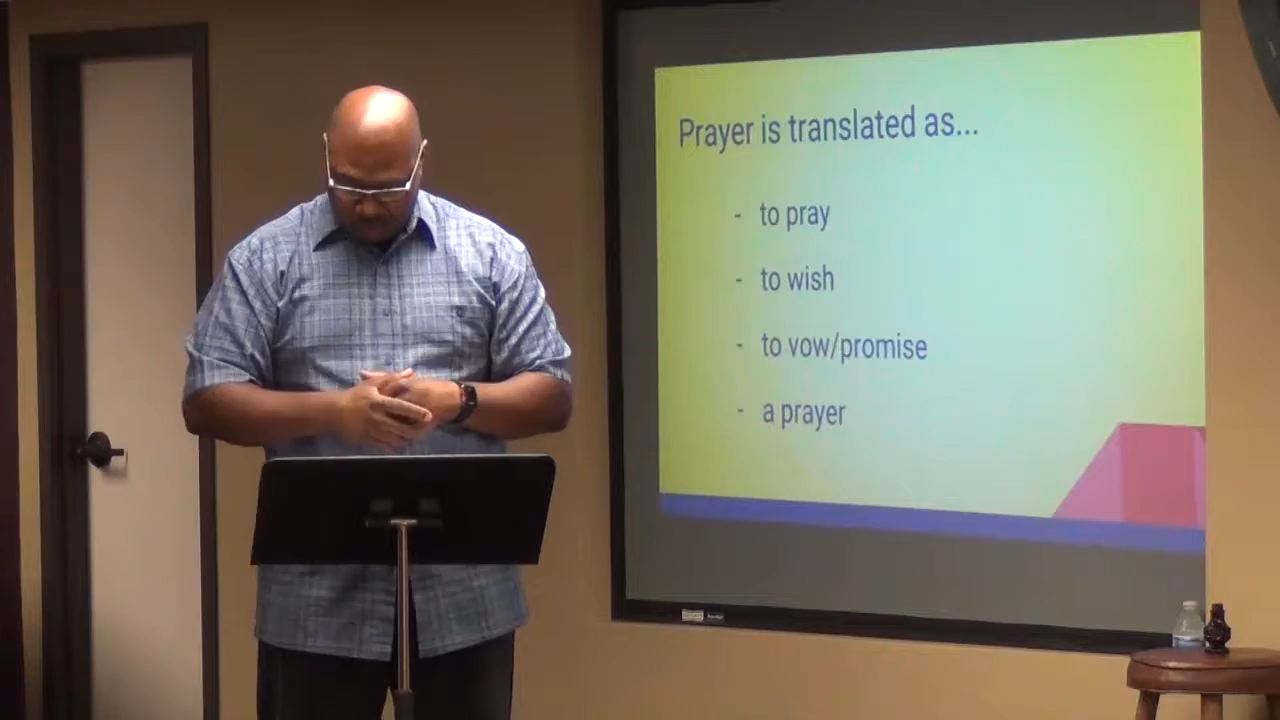 Prayer is translated as...
- to pray
- to wish
- to vow/promise
- a prayer